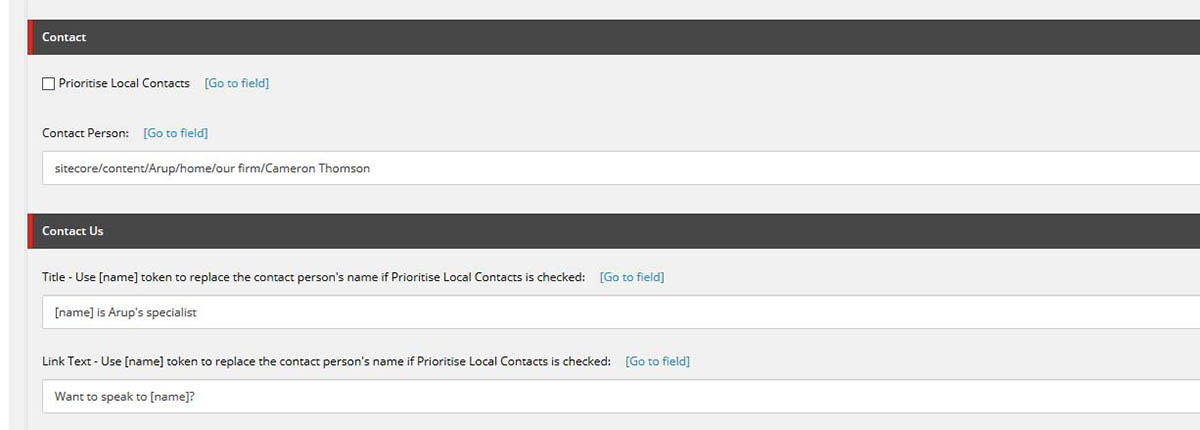 Contact
Prioritise Local Contacts [Go to field]
Contact Person: [Go to field]
sitecore/content/Arup/home/our firm/Cameron Thomson
Contact Us
Title - Use [name] token to replace the contact person's name if Prioritise Local Contacts is checked: [Go to field]
[name] is Arup's specialist
Link Text - Use [name] token to replace the contact person's name if Prioritise Local Contacts is checked: [Go to field]
Want to speak to [name]?